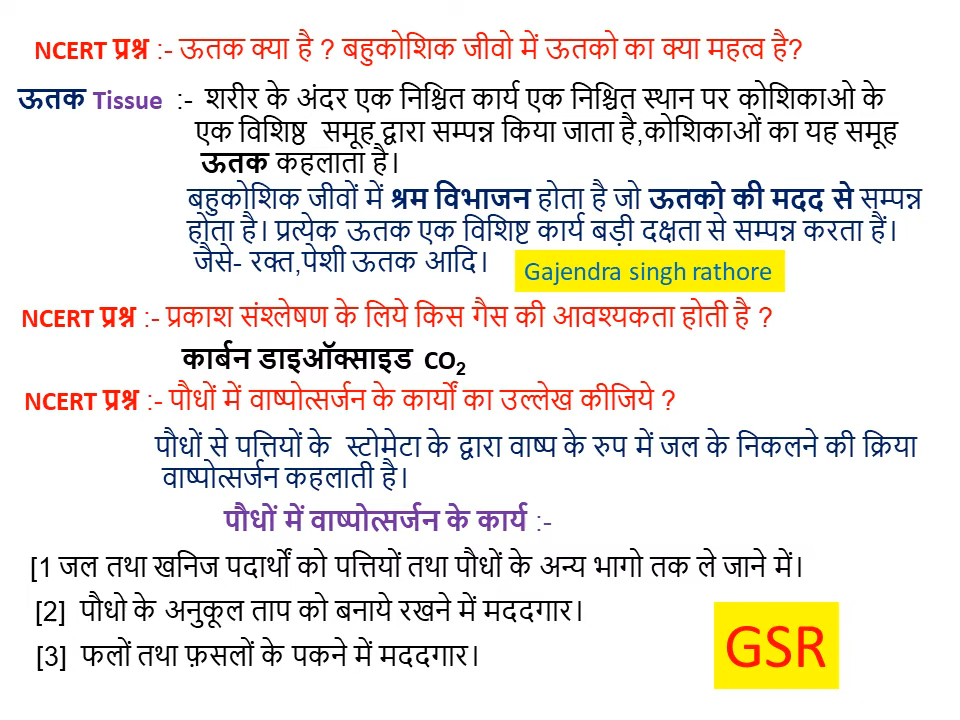 NCERT प्रश्न :- ऊतक क्या है ? बहुकोशिक जीवो में ऊतको का क्या महत्व है?
ऊतक Tissue :- शरीर के अंदर एक निश्चित कार्य एक निश्चित स्थान पर कोशिकाओ के
एक विशिष्ठ समूह द्वारा सम्पन्न किया जाता है,कोशिकाओं का यह समूह
ऊतक कहलाता है।
बहुकोशिक जीवों में श्रम विभाजन होता है जो ऊतको की मदद से सम्पन्न
होता है। प्रत्येक ऊतक एक विशिष्ट कार्य बड़ी दक्षता से सम्पन्न करता हैं।
जैसे- रक्त,पेशी ऊतक आदि।
Gajendra singh rathore
NCERT प्रश्न :- प्रकाश संश्लेषण के लिये किस गैस की आवश्यकता होती है ?
कार्बन डाइऑक्साइड CO₂
NCERT प्रश्न :- पौधों में वाष्पोत्सर्जन के कार्यों का उल्लेख कीजिये ?
पौधों से पत्तियों के स्टोमेटा के द्वारा वाष्प के रुप में जल के निकलने की क्रिया
वाष्पोत्सर्जन कहलाती है।
पौधों में वाष्पोत्सर्जन के कार्य :-
[1 जल तथा खनिज पदार्थों को पत्तियों तथा पौधों के अन्य भागो तक ले जाने में।
[2] पौधो के अनुकूल ताप को बनाये रखने में मददगार।
[3] फलों तथा फ़सलों के पकने में मददगार।
GSR